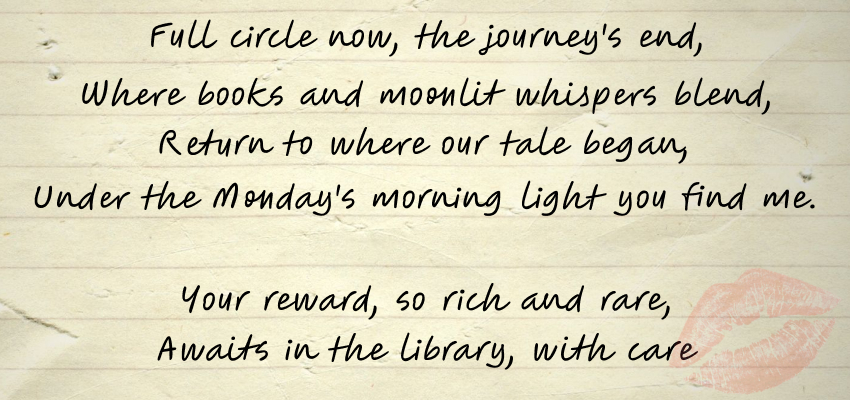 Full circle now, the journey's end,
Where books and moonlit whispers blend,
Return to where our tale began,
Under the Monday's morning light you find me.
Your reward, so rich and rare,
Awaits in the library, with care